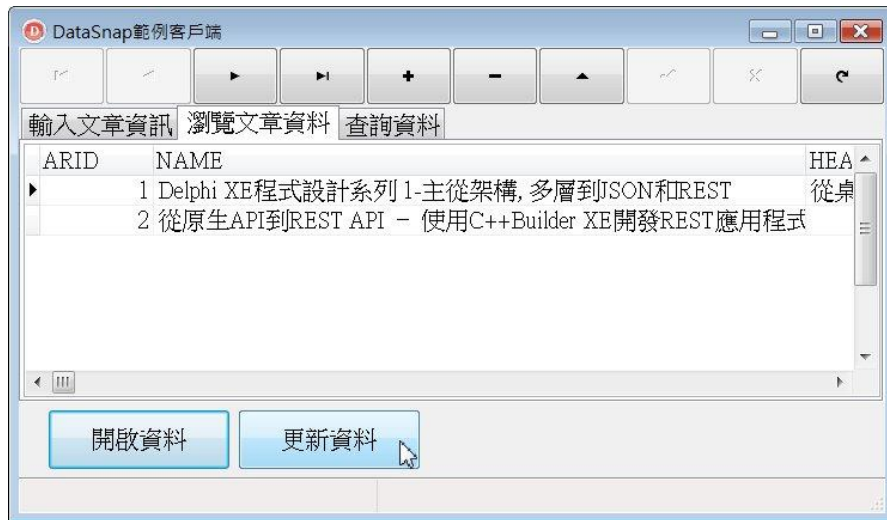 DataSnap範例客戶端
輸入文章資訊 瀏覽文章資料 查詢資料
ARID NAME HEA
1 Delphi XE程式設計系列 1-主從架構, 多層到JSON和REST 從桌
2 從原生API到REST API － 使用C++Builder XE開發REST應用程式
開啟資料 更新資料